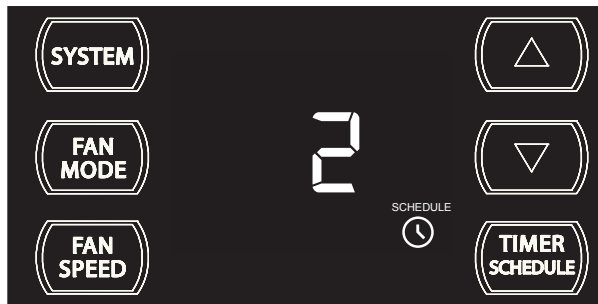 SYSTEM
FAN
MODE
FAN
SPEED
2
SCHEDULE
TIMER
SCHEDULE